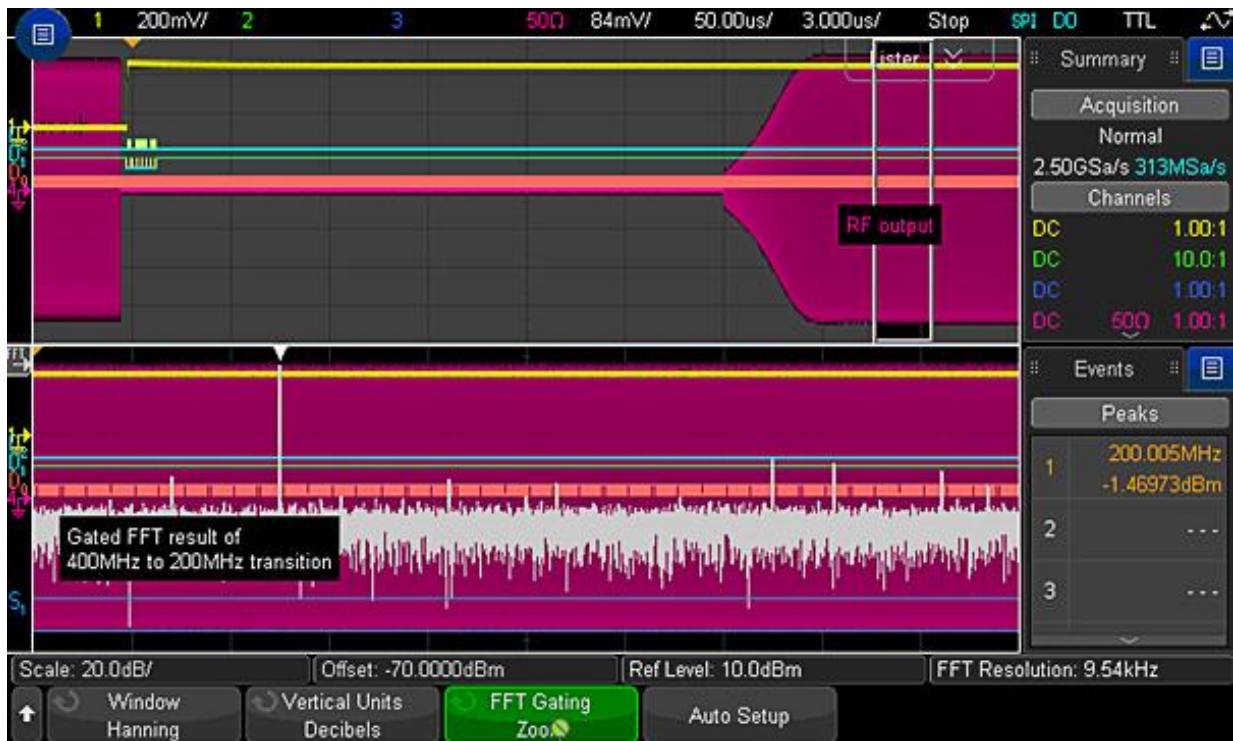 1 200mV/ 2 3 50Ω 84mV/ 50.00us/ 3.000us/ Stop SPI D0 TTL
Lister
RF output
Summary
Acquisition
Normal
2.50GSa/s 313MSa/s
Channels
DC 1.00:1
DC 10.0:1
DC 1.00:1
DC 50Ω 1.00:1
FFT
Gated FFT result of
400MHz to 200MHz transition
S1
Events
Peaks
1 200.005MHz
-1.46973dBm
2 ---
3 ---
Scale: 20.0dB/ Offset: -70.0000dBm Ref Level: 10.0dBm FFT Resolution: 9.54kHz
Window
Hanning
Vertical Units
Decibels
FFT Gating
Auto Setup